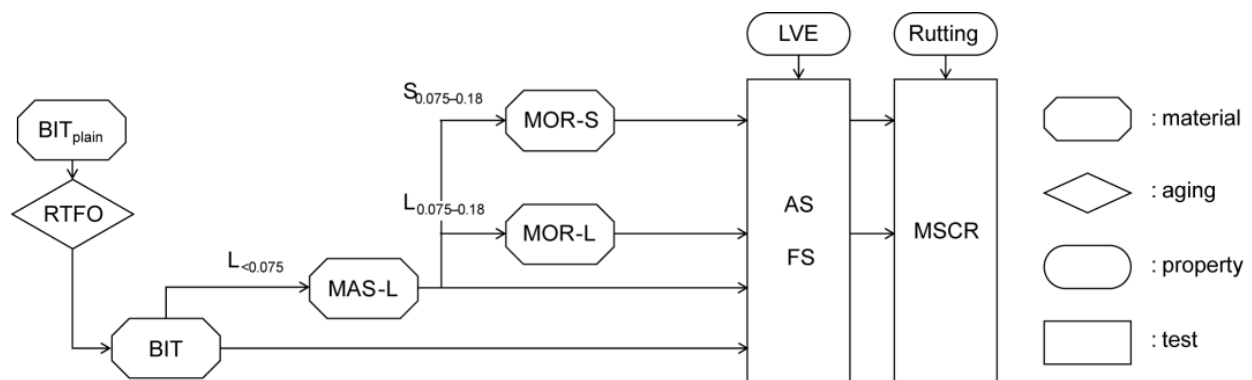 LVE
Rutting
S0.075–0.18
MOR-S
BITplain
: material
RTFO
L0.075–0.18
AS
: aging
MOR-L
FS
MSCR
L<0.075
: property
MAS-L
BIT
: test